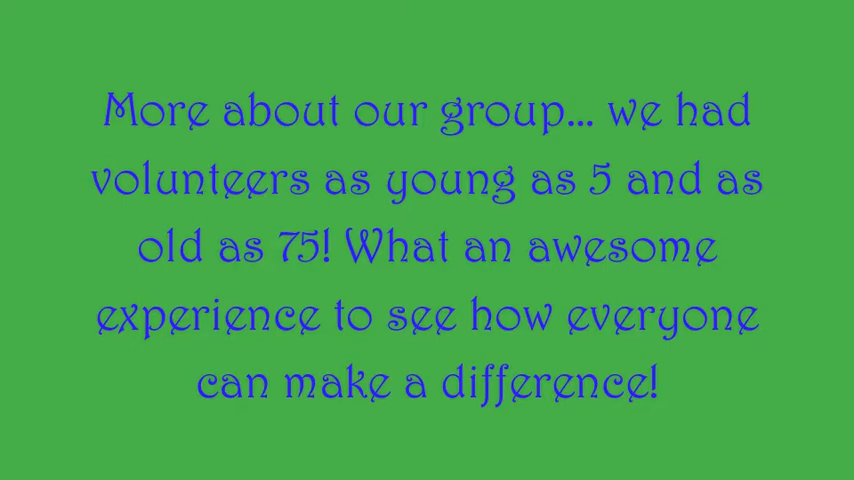 More about our group... we had
volunteers as young as 5 and as
old as 75! What an awesome
experience to see how everyone
can make a difference!